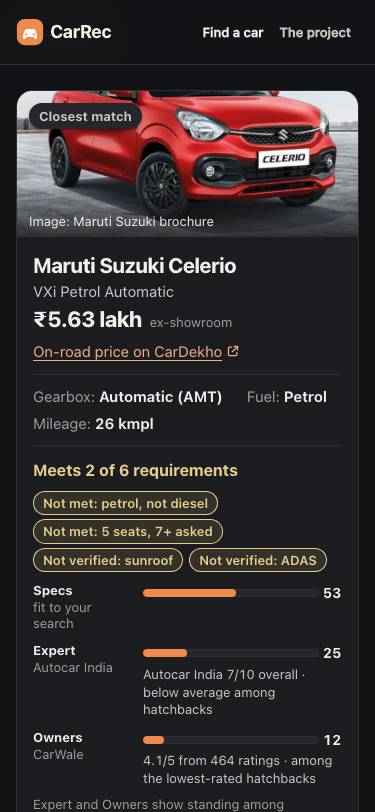 CarRec
Find a car
The project
Closest match
CELERIO
Image: Maruti Suzuki brochure
Maruti Suzuki Celerio
VXi Petrol Automatic
₹5.63 lakh ex-showroom
On-road price on CarDekho
Gearbox: Automatic (AMT) Fuel: Petrol
Mileage: 26 kmpl
Meets 2 of 6 requirements
Not met: petrol, not diesel
Not met: 5 seats, 7+ asked
Not verified: sunroof Not verified: ADAS
Specs 53
fit to your
search
Expert 25
Autocar India
Autocar India 7/10 overall ·
below average among
hatchbacks
Owners 12
CarWale
4.1/5 from 464 ratings · among
the lowest-rated hatchbacks
Expert and Owners show standing among